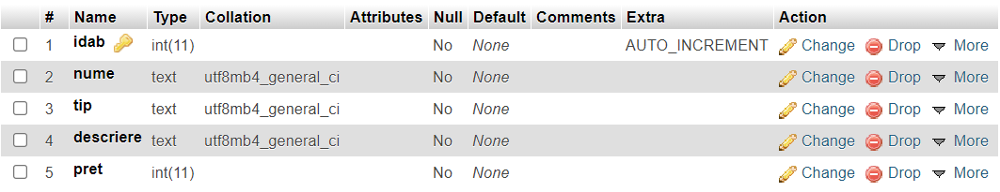 # Name Type Collation Attributes Null Default Comments Extra Action
1 idab int(11) No None AUTO_INCREMENT Change Drop More
2 nume text utf8mb4_general_ci No None Change Drop More
3 tip text utf8mb4_general_ci No None Change Drop More
4 descriere text utf8mb4_general_ci No None Change Drop More
5 pret int(11) No None Change Drop More